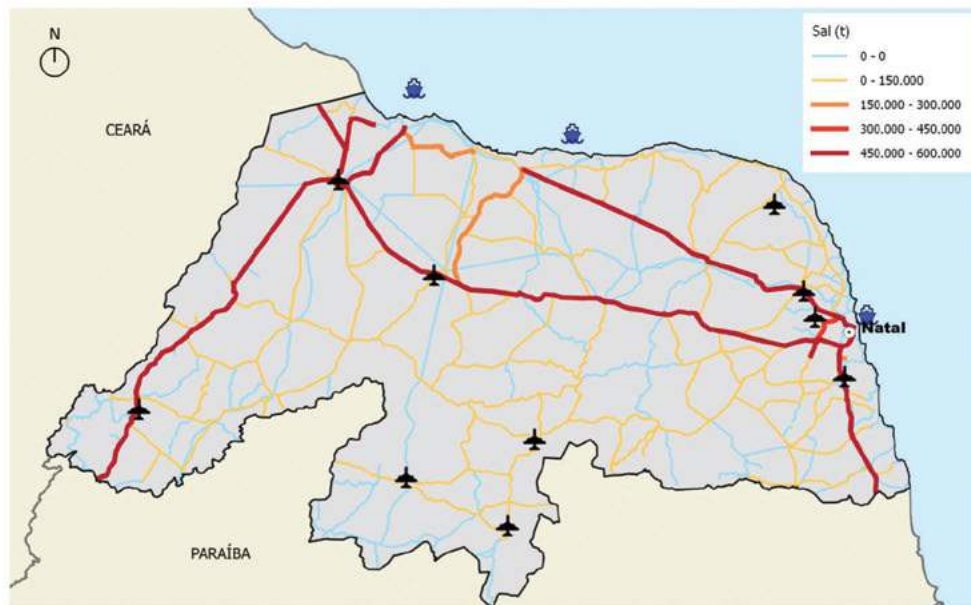 N
CEARÁ
Sal (t)
0 - 0
0 - 150.000
150.000 - 300.000
300.000 - 450.000
450.000 - 600.000
Natal
PARAÍBA